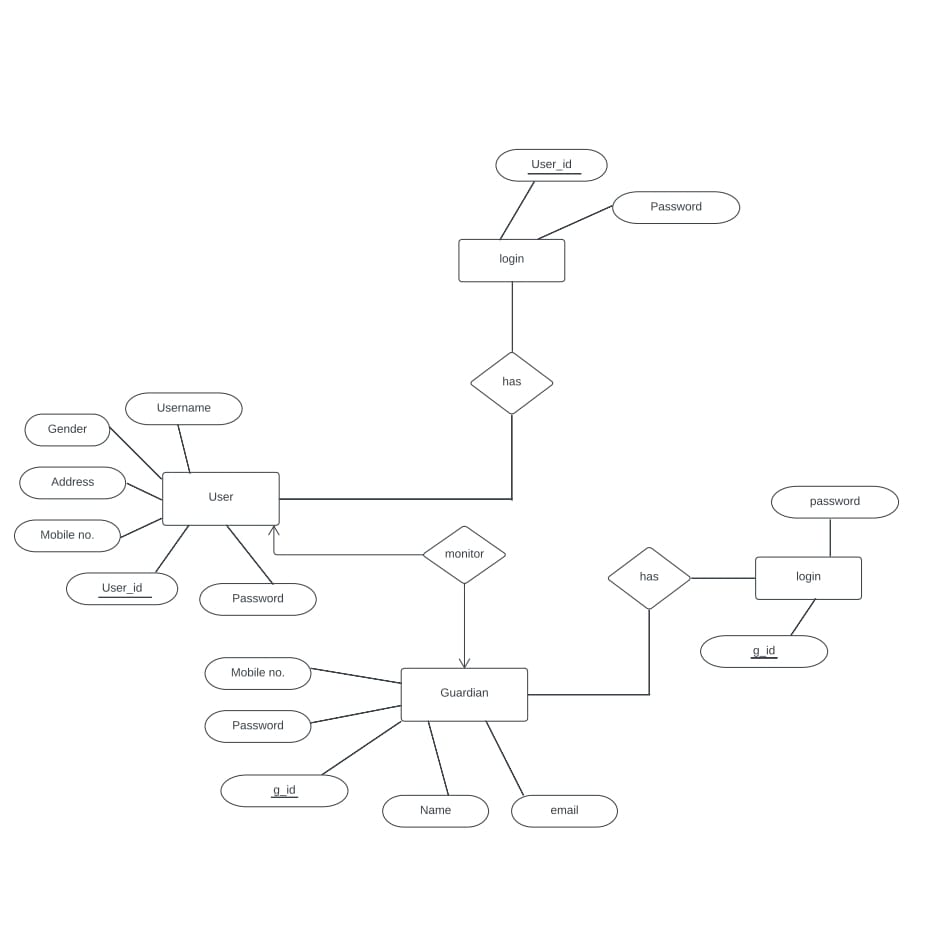 User_id
Password
login
has
Username
Gender
Address
User
Mobile no.
User_id
Password
monitor
password
has
login
g_id
Mobile no.
Guardian
Password
g_id
Name
email